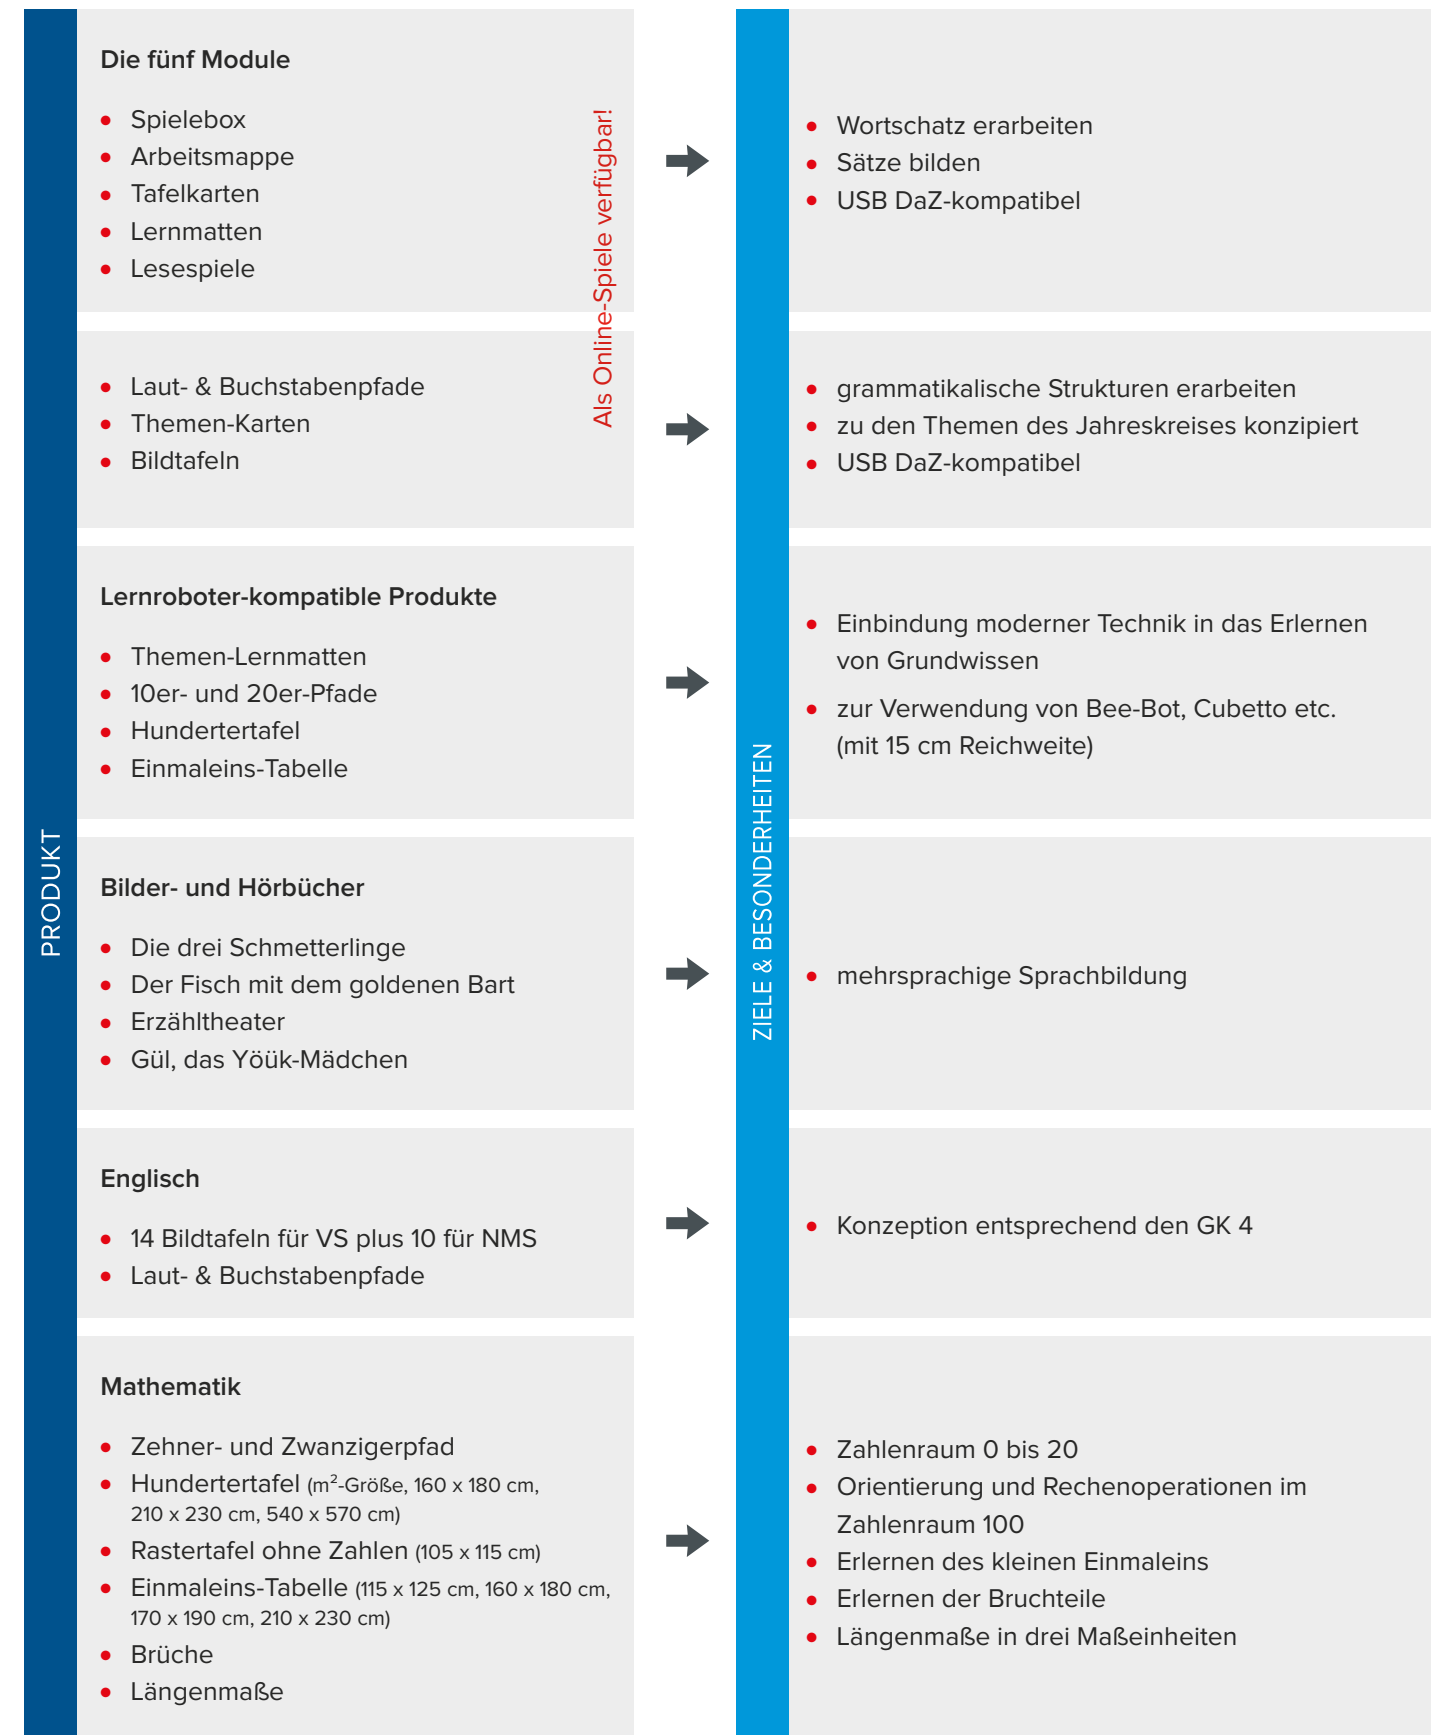 PRODUKT
Die fünf Module
Spielebox
Arbeitsmappe
Tafelkarten
Lernmatten
Lesespiele
Als Online-Spiele verfügbar!
Laut- & Buchstabenpfade
Themen-Karten
Bildtafeln
Lernroboter-kompatible Produkte
Themen-Lernmatten
10er- und 20er-Pfade
Hundertertafel
Einmaleins-Tabelle
Bilder- und Hörbücher
Die drei Schmetterlinge
Der Fisch mit dem goldenen Bart
Erzähltheater
Gül, das Yöük-Mädchen
Englisch
14 Bildtafeln für VS plus 10 für NMS
Laut- & Buchstabenpfade
Mathematik
Zehner- und Zwanzigerpfad
Hundertertafel (m²-Größe, 160 x 180 cm,
210 x 230 cm, 540 x 570 cm)
Rastertafel ohne Zahlen (105 x 115 cm)
Einmaleins-Tabelle (115 x 125 cm, 160 x 180 cm,
170 x 190 cm, 210 x 230 cm)
Brüche
Längenmaße
ZIELE & BESONDERHEITEN
Wortschatz erarbeiten
Sätze bilden
USB DaZ-kompatibel
grammatikalische Strukturen erarbeiten
zu den Themen des Jahreskreises konzipiert
USB DaZ-kompatibel
Einbindung moderner Technik in das Erlernen
von Grundwissen
zur Verwendung von Bee-Bot, Cubetto etc.
(mit 15 cm Reichweite)
mehrsprachige Sprachbildung
Konzeption entsprechend den GK 4
Zahlenraum 0 bis 20
Orientierung und Rechenoperationen im
Zahlenraum 100
Erlernen des kleinen Einmaleins
Erlernen der Bruchteile
Längenmaße in drei Maßeinheiten